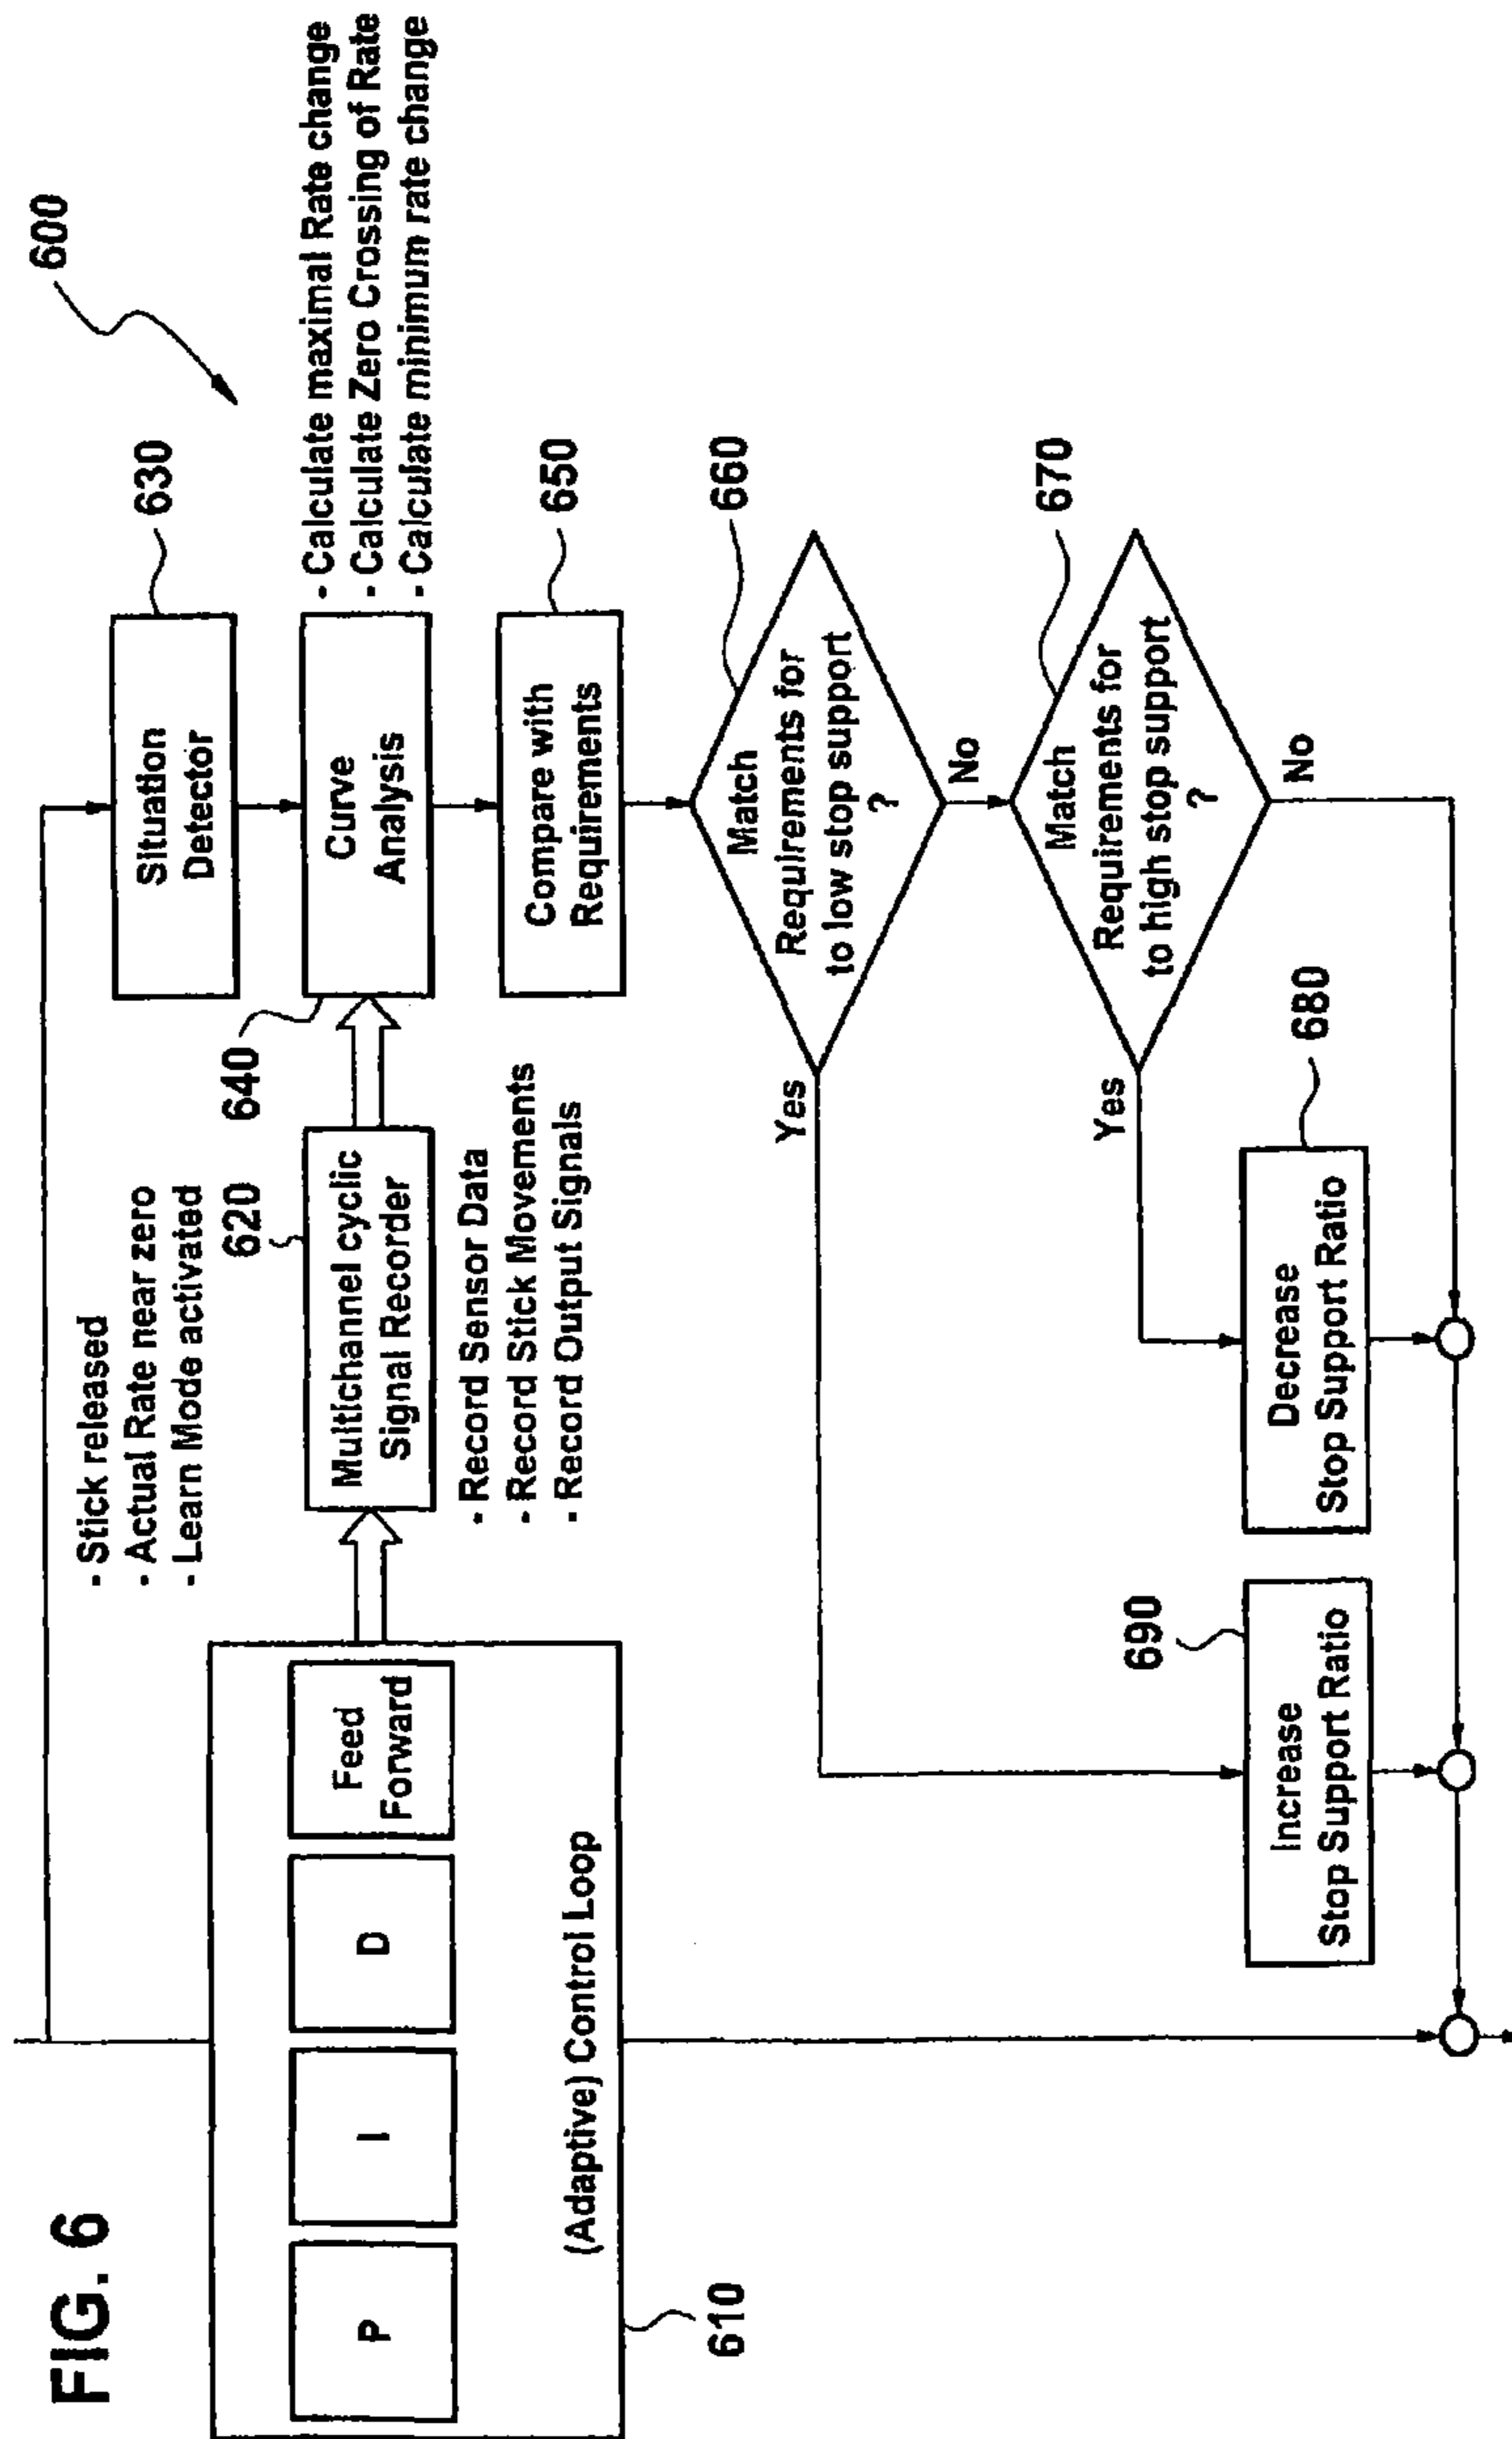 FIG. 6
600
- Stick released
- Actual Rate near zero
- Learn Mode activated
Situation
Detector
630
P
I
D
Feed
Forward
(Adaptive) Control Loop
610
620
Multichannel cyclic
Signal Recorder
- Record Sensor Data
- Record Stick Movements
- Record Output Signals
640
Curve
Analysis
- Calculate maximal Rate change
- Calculate Zero Crossing of Rate
- Calculate minimum rate change
Compare with
Requirements
650
Match
Requirements for
to low stop support
?
660
Yes
No
Match
Requirements for
to high stop support
?
670
Yes
No
690
Increase
Stop Support Ratio
Decrease
Stop Support Ratio
680